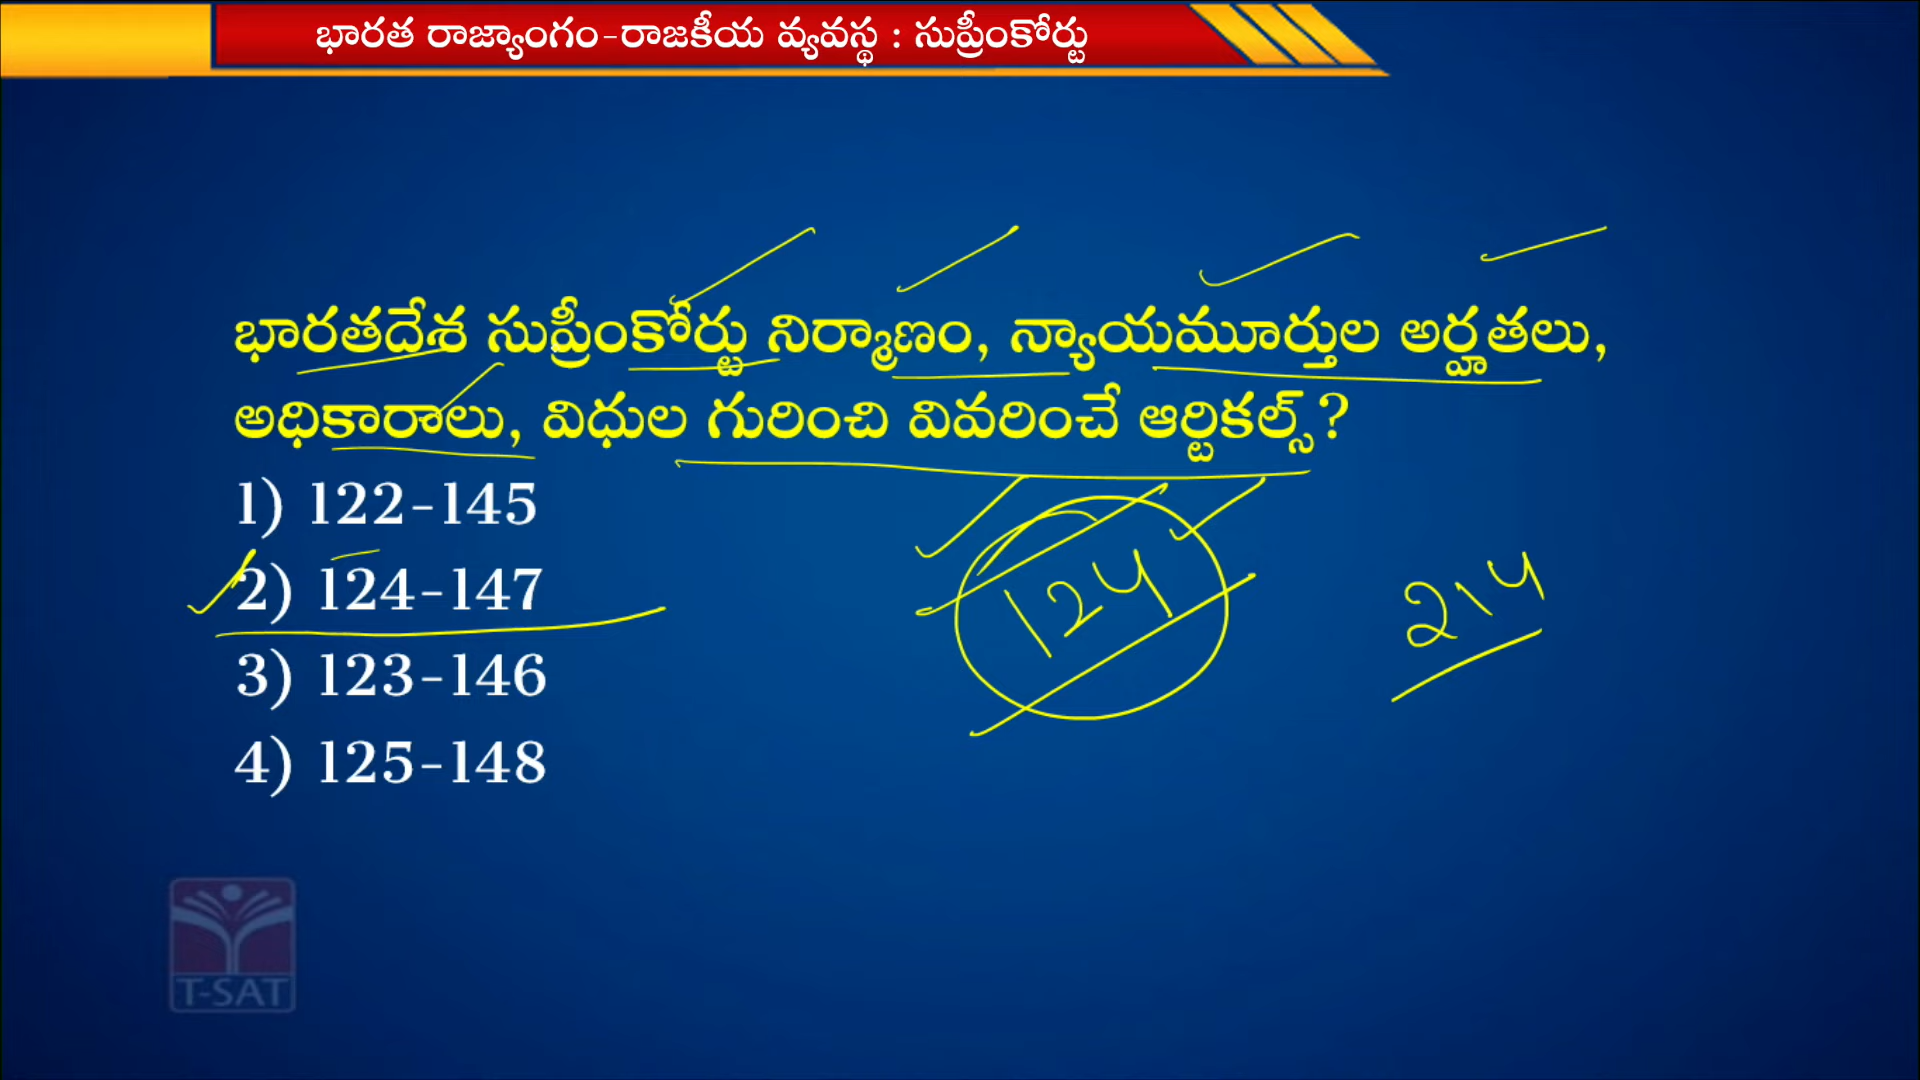 భారత రాజ్యాంగం-రాజకీయ వ్యవస్థ : సుప్రీంకోర్టు
భారతదేశ సుప్రీంకోర్టు నిర్మాణం, న్యాయమూర్తుల అర్హతలు,
అధికారాలు, విధుల గురించి వివరించే ఆర్టికల్స్?
1) 122-145
2) 124-147
3) 123-146
4) 125-148
124
214
T-SAT